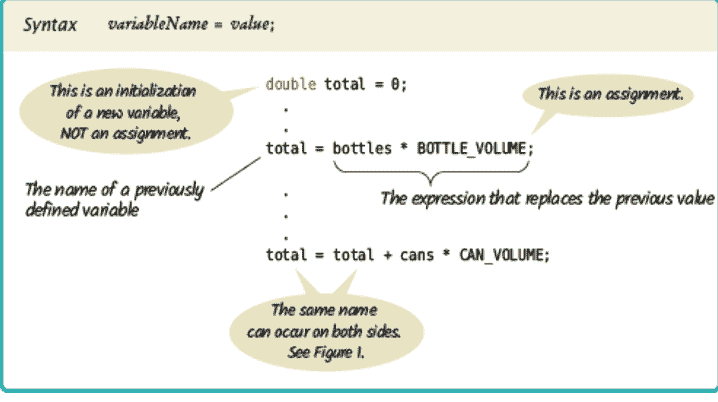 Syntax variableName = value;
This is an initialization
of a new variable,
NOT an assignment.
double total = 0;
.
.
This is an assignment.
total = bottles * BOTTLE_VOLUME;
The name of a previously
defined variable
The expression that replaces the previous value
.
.
.
total = total + cans * CAN_VOLUME;
The same name
can occur on both sides.
See Figure 1.